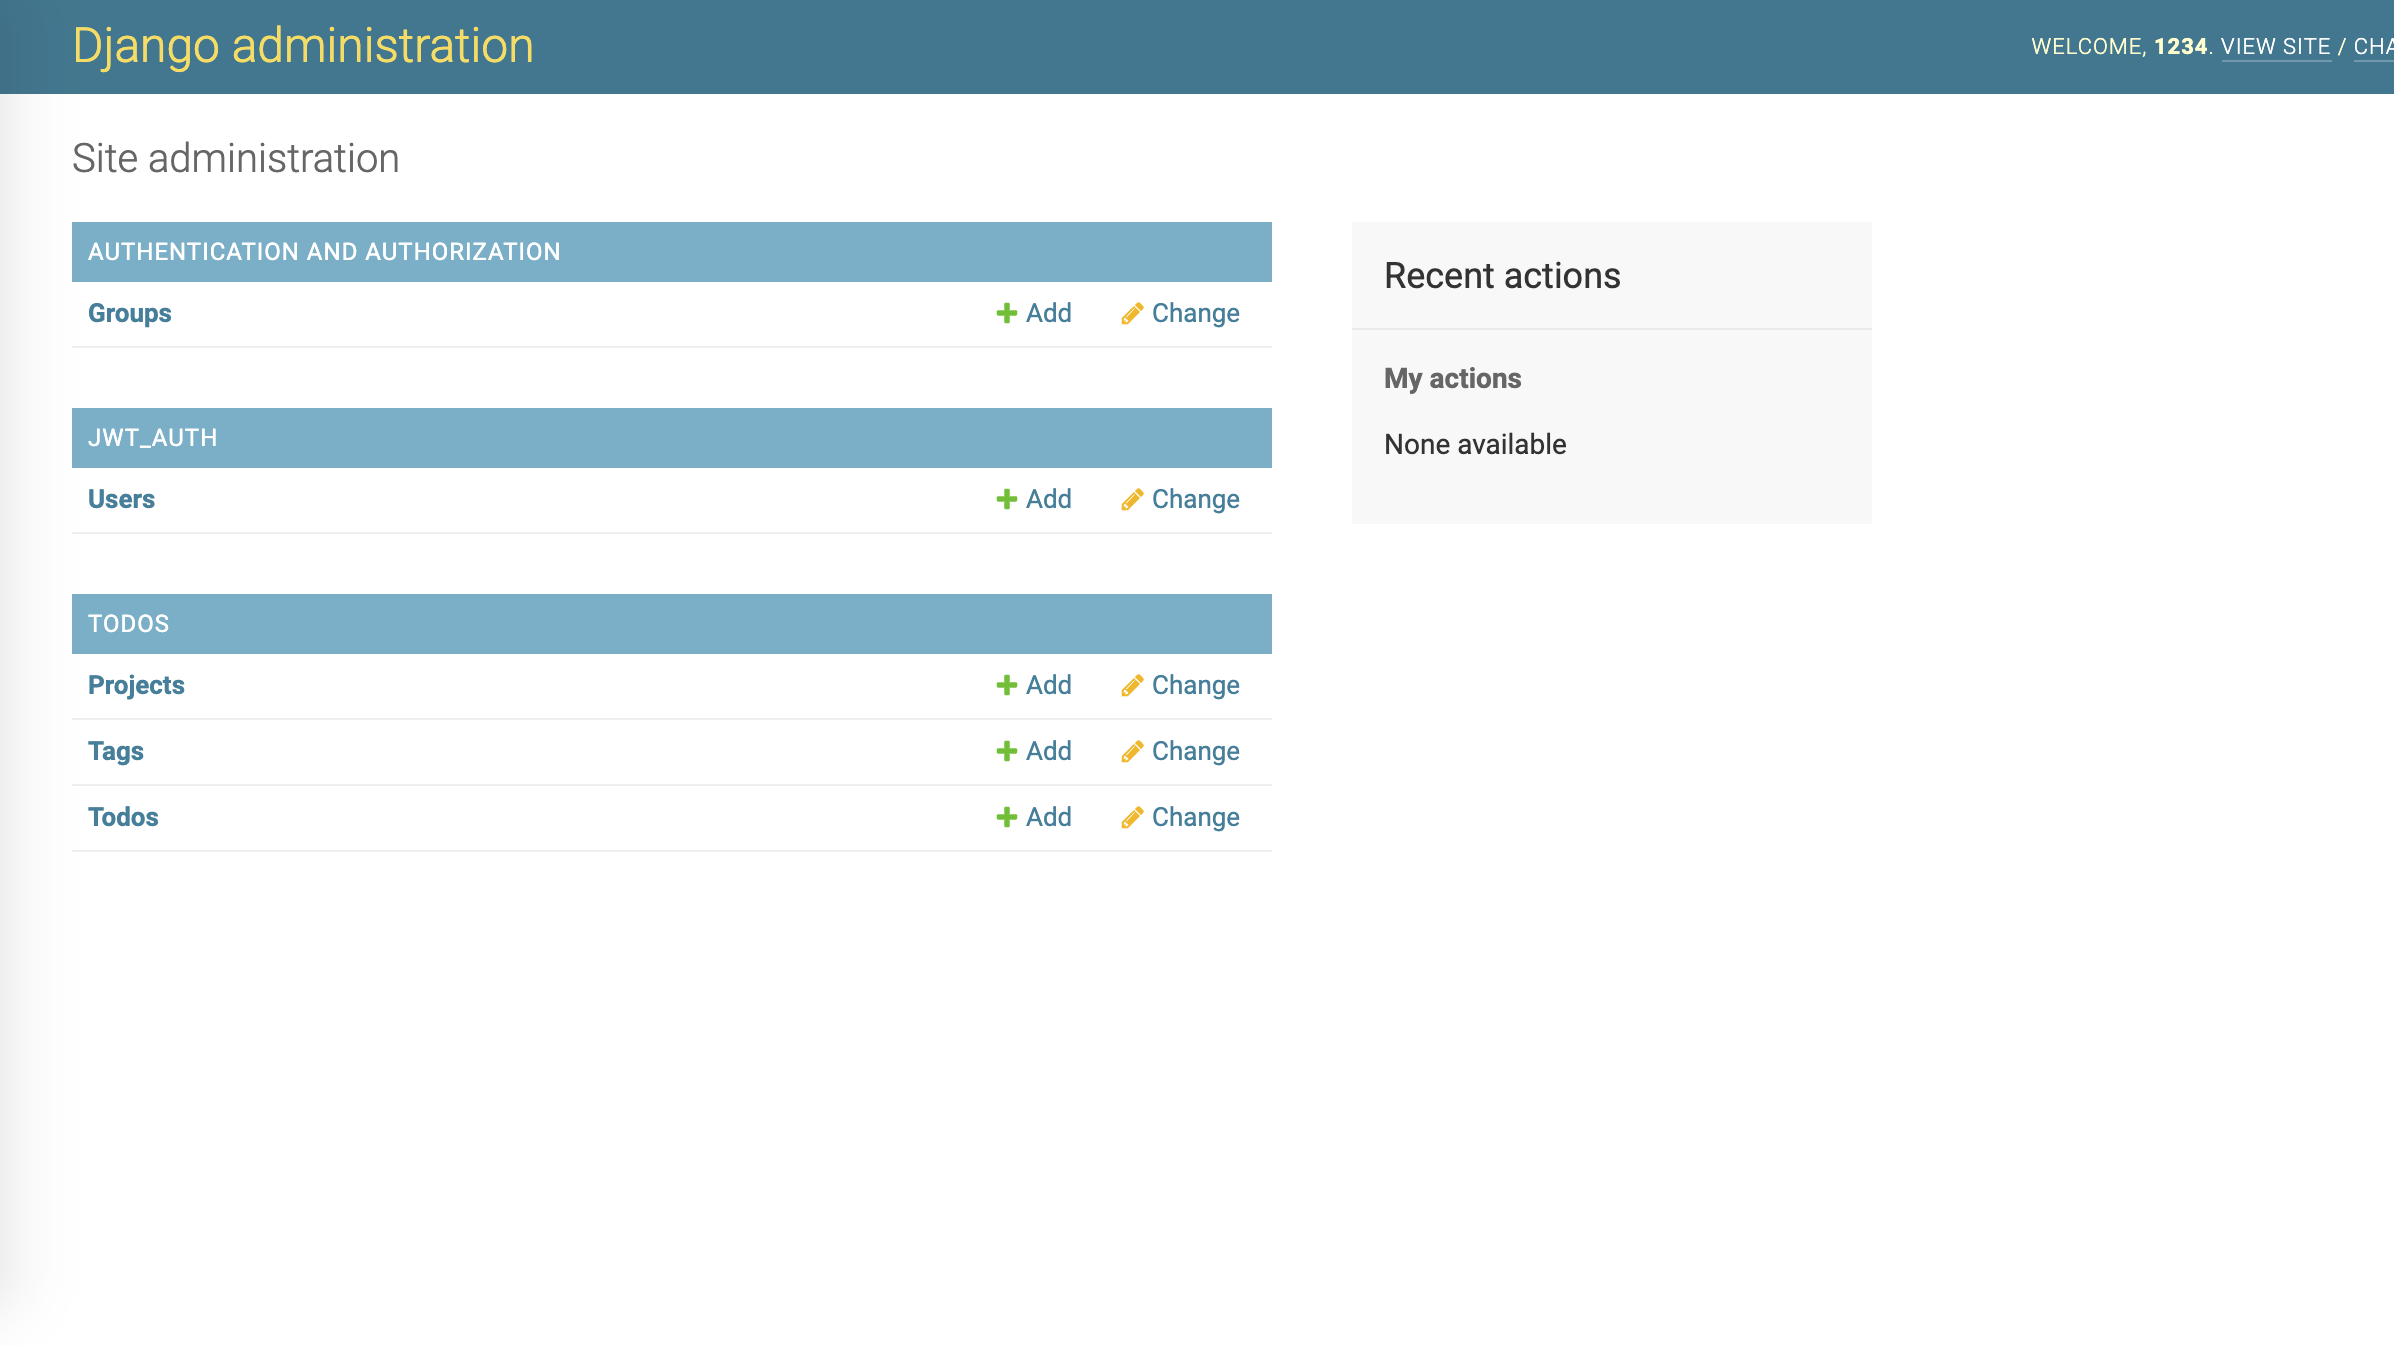 Django administration
WELCOME, 1234. VIEW SITE / CHA
Site administration
AUTHENTICATION AND AUTHORIZATION
Groups Add Change
JWT_AUTH
Users Add Change
TODOS
Projects Add Change
Tags Add Change
Todos Add Change
Recent actions
My actions
None available